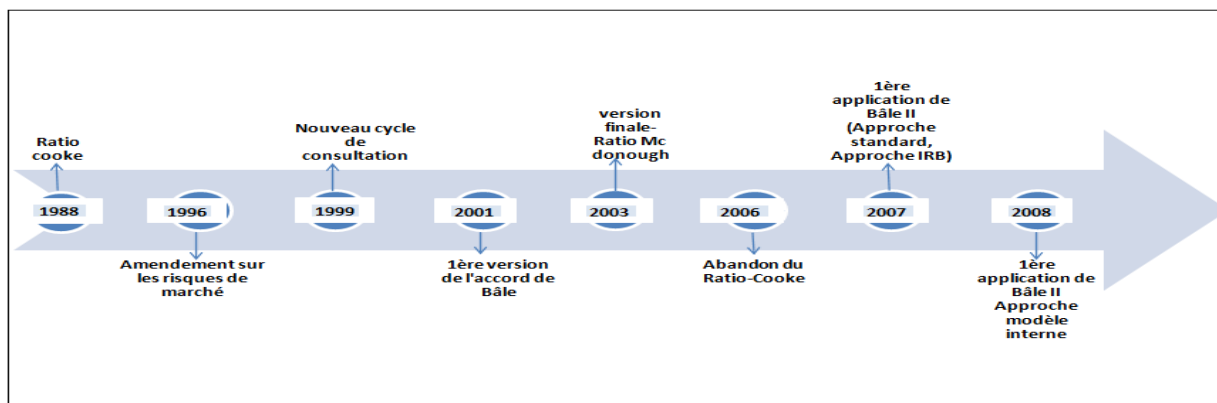 Ratio
cooke
1988
1996
Amendement sur
les risques de
marché
Nouveau cycle
de
consultation
1999
2001
1ère version
de l'accord de
Bâle
version
finale-
Ratio Mc
donough
2003
2006
Abandon du
Ratio-Cooke
1ère
application de
Bâle II
(Approche
standard,
Approche IRB)
2007
2008
1ère
application de
Bâle II
Approche
modèle
interne